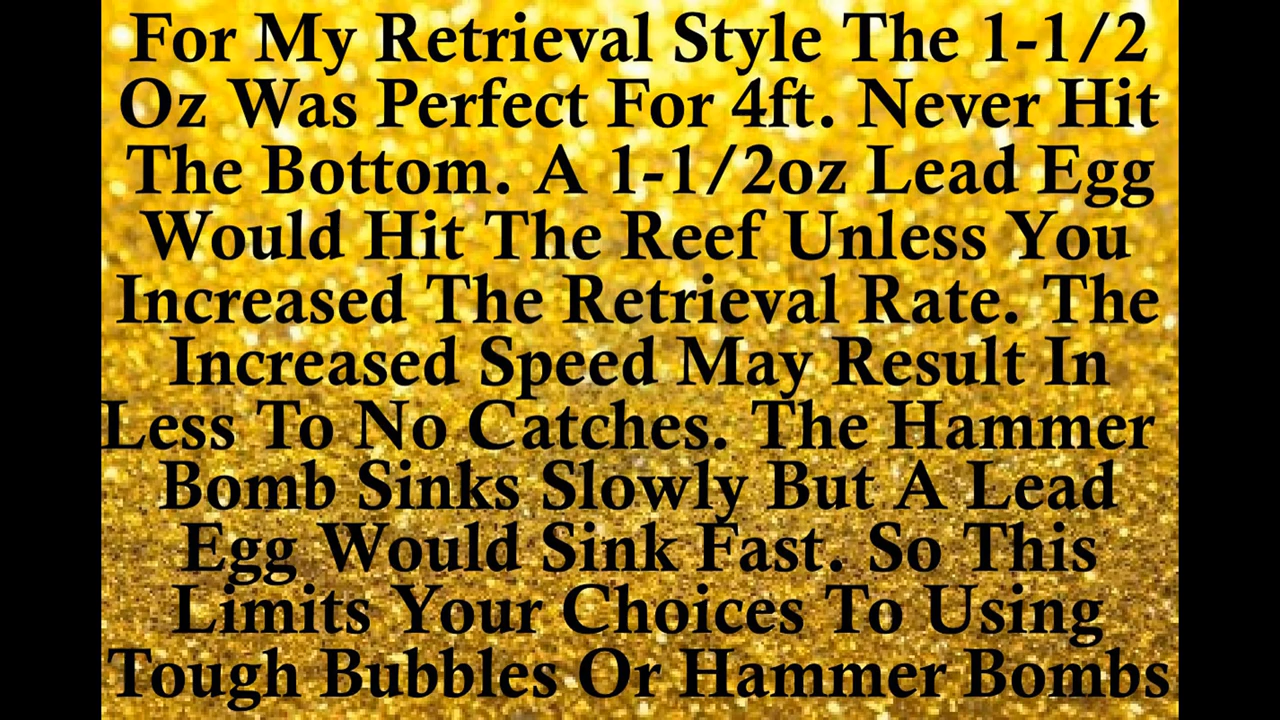 For My Retrieval Style The 1-1/2
Oz Was Perfect For 4ft. Never Hit
The Bottom. A 1-1/2oz Lead Egg
Would Hit The Reef Unless You
Increased The Retrieval Rate. The
Increased Speed May Result In
Less To No Catches. The Hammer
Bomb Sinks Slowly But A Lead
Egg Would Sink Fast. So This
Limits Your Choices To Using
Tough Bubbles Or Hammer Bombs